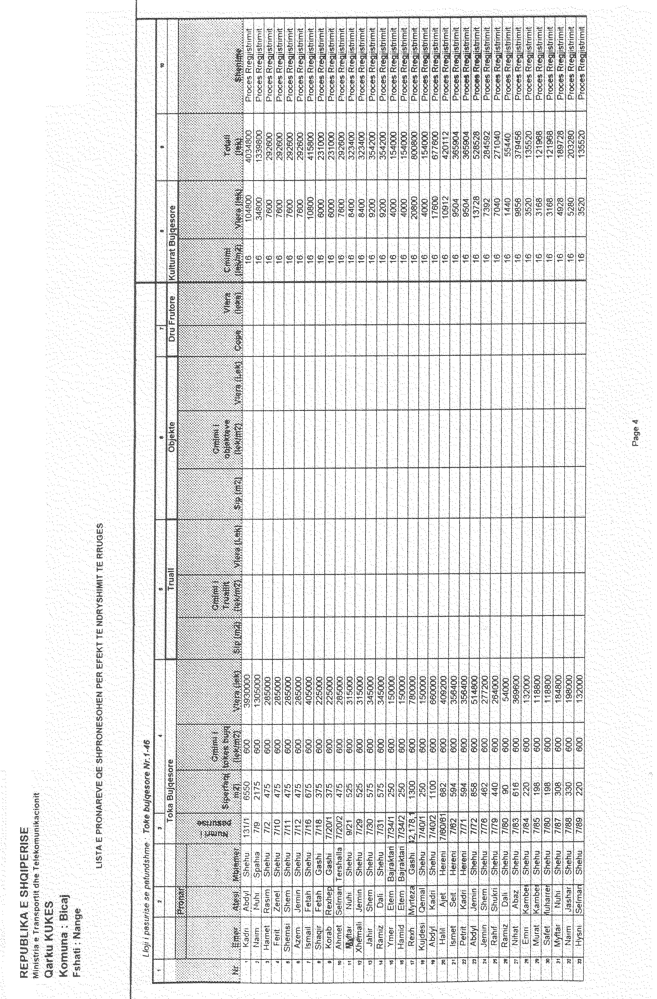 REPUBLIKA E SHQIPERISE
Ministria e Transportit dhe Telekomunikacionit
Qarku KUKES
Komuna : Bicaj
Fshati : Nange
LISTA E PRONAREVE QE SHPRONESOHEN PER EFEKT TE NDRYSHIMIT TE RRUGES
Lloji i pasurise se patundshme : Toke bujqesore Nr.1-46
1 2 3 4 5 6 7 8 9 10
Toka Bujqesore Truall Objekte Dru Frutore Kulturat Bujqesore
Pronar
Nr. Emer Atesi Mbiemer Numri i pasurise Siperfaqe m2) Qmimi i tokes bujq (lek/m2) Vlera (lek) Sip (m2) Qmimi i Truallit (lek/m2) Vlera (Lek) Sip (m2) Qmimi i objekteve (lek/m2) Vlera (Lek) Cope Vlera (leke) Cmimi (lek/m2) Vlera (lek) Totali (lek) Shenime
1 Kadri Abdyl Shehu 131/1 6550 600 3930000 16 104800 4034800 Proces Rregjistrimit
2 Naim Nuhi Spahia 7/9 2175 600 1305000 16 34800 1339800 Proces Rregjistrimit
3 Hamet Rasim Shehu 7/2 475 600 285000 16 7600 292600 Proces Rregjistrimit
4 Ferit Zenel Shehu 7/10 475 600 285000 16 7600 292600 Proces Rregjistrimit
5 Shemsi Shem Shehu 7/11 475 600 285000 16 7600 292600 Proces Rregjistrimit
6 Azem Jemin Shehu 7/12 475 600 285000 16 7600 292600 Proces Rregjistrimit
7 Ismail Fetah Shehu 7/16 675 600 405000 16 10800 415800 Proces Rregjistrimit
8 Shaqir Fetah Gashi 7/18 375 600 225000 16 6000 231000 Proces Rregjistrimit
9 Korab Rexhep Gashi 7/20/1 375 600 225000 16 6000 231000 Proces Rregjistrimit
10 Ahmet Selman Tershalla 7/20/2 475 600 285000 16 7600 292600 Proces Rregjistrimit
11 Myftar Nuhi Shehu 9/21 525 600 315000 16 8400 323400 Proces Rregjistrimit
12 Xhemali Jemin Shehu 7/29 525 600 315000 16 8400 323400 Proces Rregjistrimit
13 Jahir Shem Shehu 7/30 575 600 345000 16 9200 354200 Proces Rregjistrimit
14 Ramiz Dali Shehu 7/31 575 600 345000 16 9200 354200 Proces Rregjistrimit
15 Ymer Etem Bajraktari 7/34/1 250 600 150000 16 4000 154000 Proces Rregjistrimit
16 Hamid Etem Bajraktari 7/34/2 250 600 150000 16 4000 154000 Proces Rregjistrimit
17 Rexh Myrteza Gashi 42,178,1 1300 600 780000 16 20800 800800 Proces Rregjistrimit
18 Kujdesi Qemal Shehu 7/40/1 250 600 150000 16 4000 154000 Proces Rregjistrimit
19 Abdyl Kadri Shehu 7/40/2 1100 600 660000 16 17600 677600 Proces Rregjistrimit
20 Halil Ajet Hereni 7/60/61 682 600 409200 16 10912 420112 Proces Rregjistrimit
21 Ismet Seit Hereni 7/62 594 600 356400 16 9504 365904 Proces Rregjistrimit
22 Petrit Kadri Hereni 7/71 594 600 356400 16 9504 365904 Proces Rregjistrimit
23 Abdyl Jemin Shehu 7/72 858 600 514800 16 13728 528528 Proces Rregjistrimit
24 Jemin Shem Shehu 7/76 462 600 277200 16 7392 284592 Proces Rregjistrimit
25 Rahif Shukri Shehu 7/79 440 600 264000 16 7040 271040 Proces Rregjistrimit
26 Ramiz Dali Shehu 7/80 90 600 54000 16 1440 55440 Proces Rregjistrimit
27 Nihat Abaz Shehu 7/83 616 600 369600 16 9856 379456 Proces Rregjistrimit
28 Emri Kamber Shehu 7/84 220 600 132000 16 3520 135520 Proces Rregjistrimit
29 Murat Kamber Shehu 7/85 198 600 118800 16 3168 121968 Proces Rregjistrimit
30 Safet Muharrer Shehu 7/80 198 600 118800 16 3168 121968 Proces Rregjistrimit
31 Myftar Nuhi Shehu 7/87 308 600 184800 16 4928 189728 Proces Rregjistrimit
32 Naim Jashar Shehu 7/88 330 600 198000 16 5280 203280 Proces Rregjistrimit
33 Hysni Selman Shehu 7/89 220 600 132000 16 3520 135520 Proces Rregjistrimit
Page 4